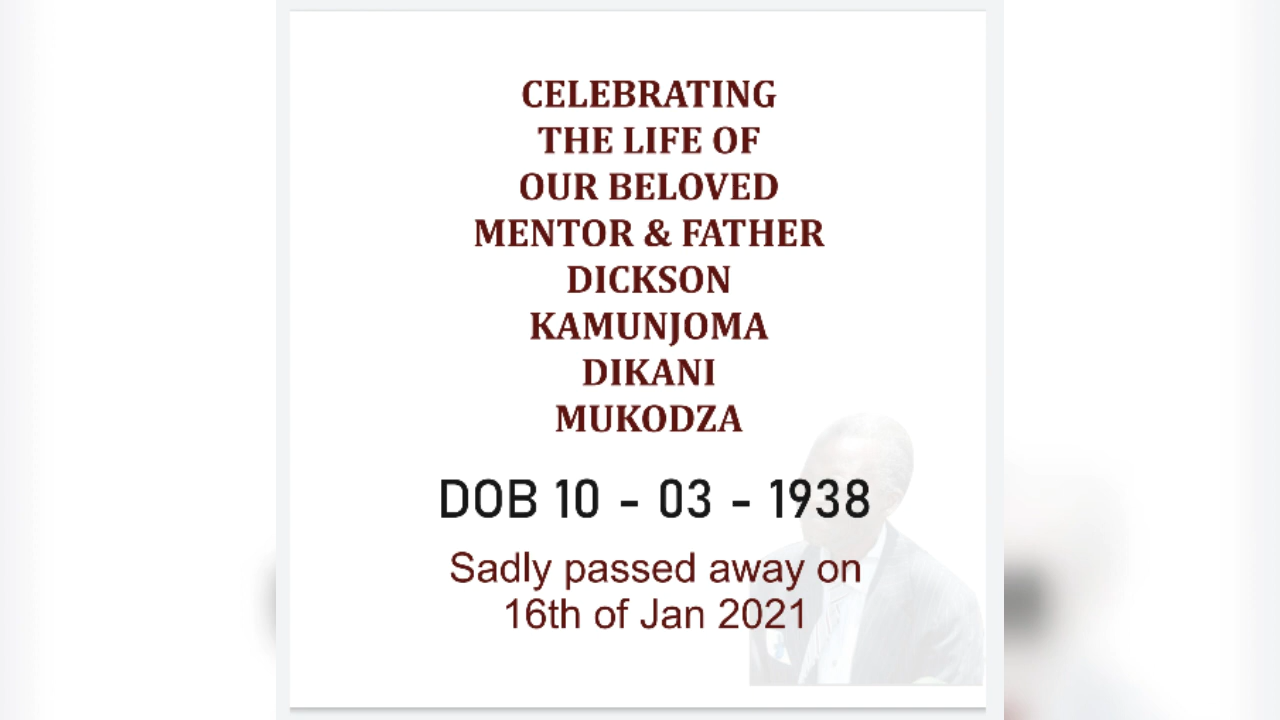 CELEBRATING
THE LIFE OF
OUR BELOVED
MENTOR & FATHER
DICKSON
KAMUNJOMA
DIKANI
MUKODZA
DOB 10 - 03 - 1938
Sadly passed away on
16th of Jan 2021